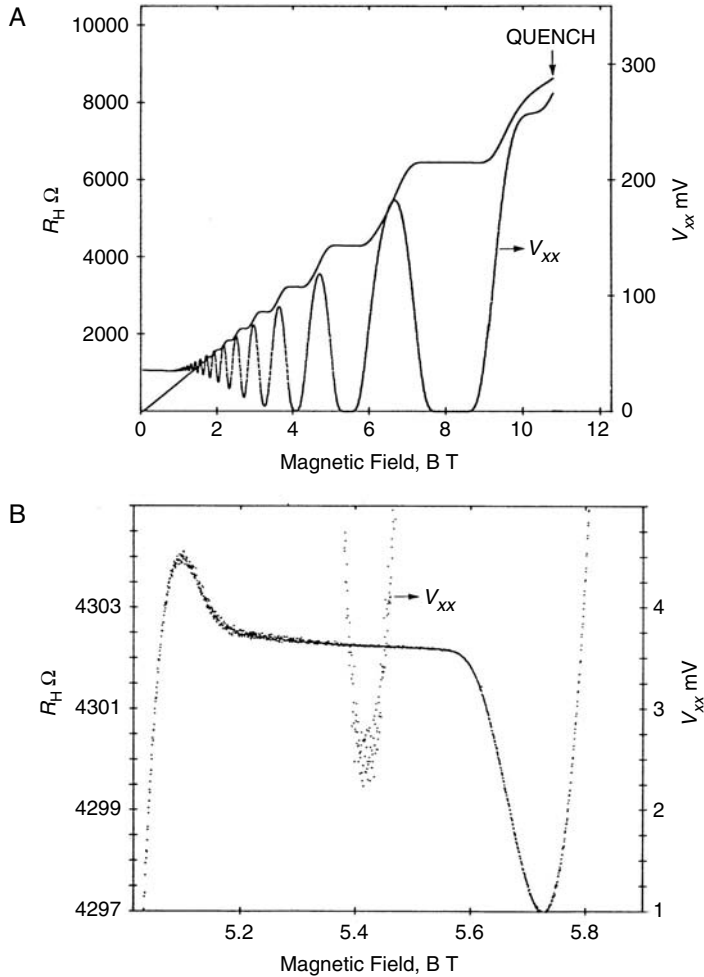 A
10000
8000
6000
4000
2000
R_H Ω
QUENCH
300
200
100
0
V_xx mV
V_xx
0 2 4 6 8 10 12
Magnetic Field, B T
B
4303
4301
4299
4297
R_H Ω
V_xx
4
3
2
1
V_xx mV
5.2 5.4 5.6 5.8
Magnetic Field, B T